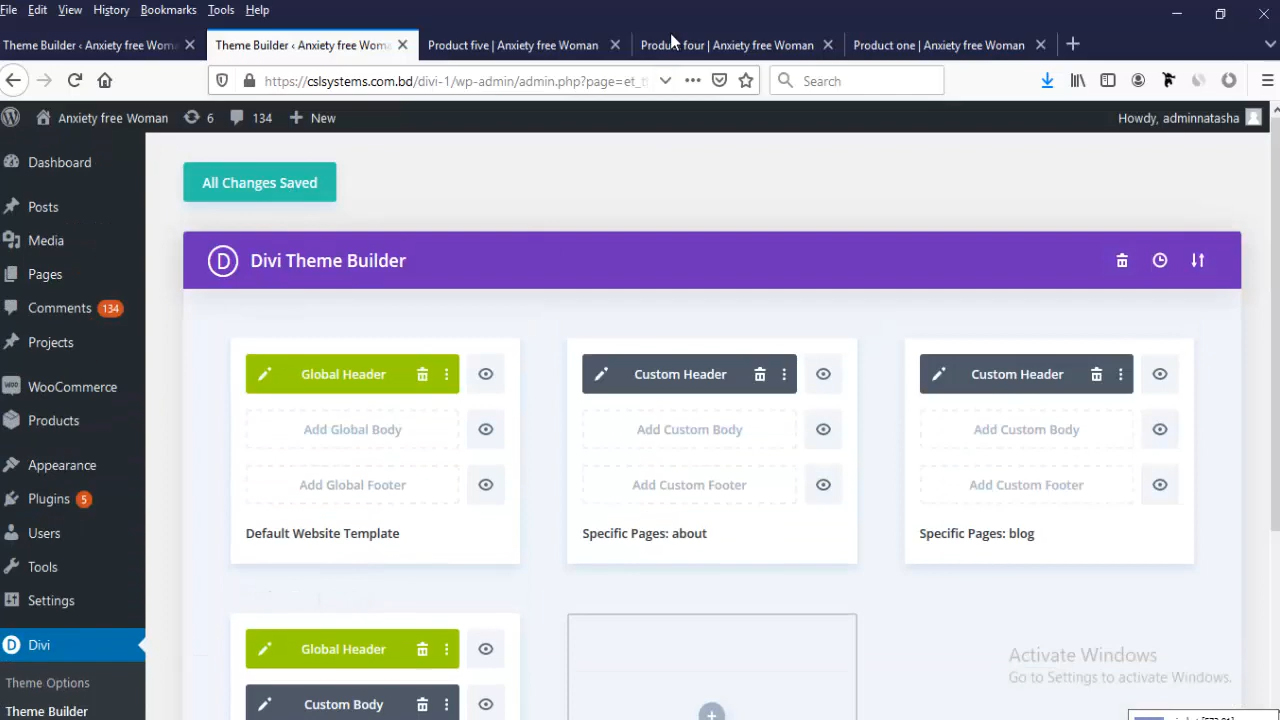 File Edit View History Bookmarks Tools Help
Theme Builder ‹ Anxiety free Wom
Theme Builder ‹ Anxiety free Wom
Product five | Anxiety free Woman
Product four | Anxiety free Woman
Product one | Anxiety free Woman
https://cslsystems.com.bd/divi-1/wp-admin/admin.php?page=et_
Search
Anxiety free Woman 6 134 New
Howdy, adminnatasha
Dashboard
Posts
Media
Pages
Comments 134
Projects
WooCommerce
Products
Appearance
Plugins 5
Users
Tools
Settings
Divi
Theme Options
Theme Builder
All Changes Saved
D Divi Theme Builder
Global Header
Add Global Body
Add Global Footer
Default Website Template
Custom Header
Add Custom Body
Add Custom Footer
Specific Pages: about
Custom Header
Add Custom Body
Add Custom Footer
Specific Pages: blog
Global Header
Custom Body
Activate Windows
Go to Settings to activate Windows.